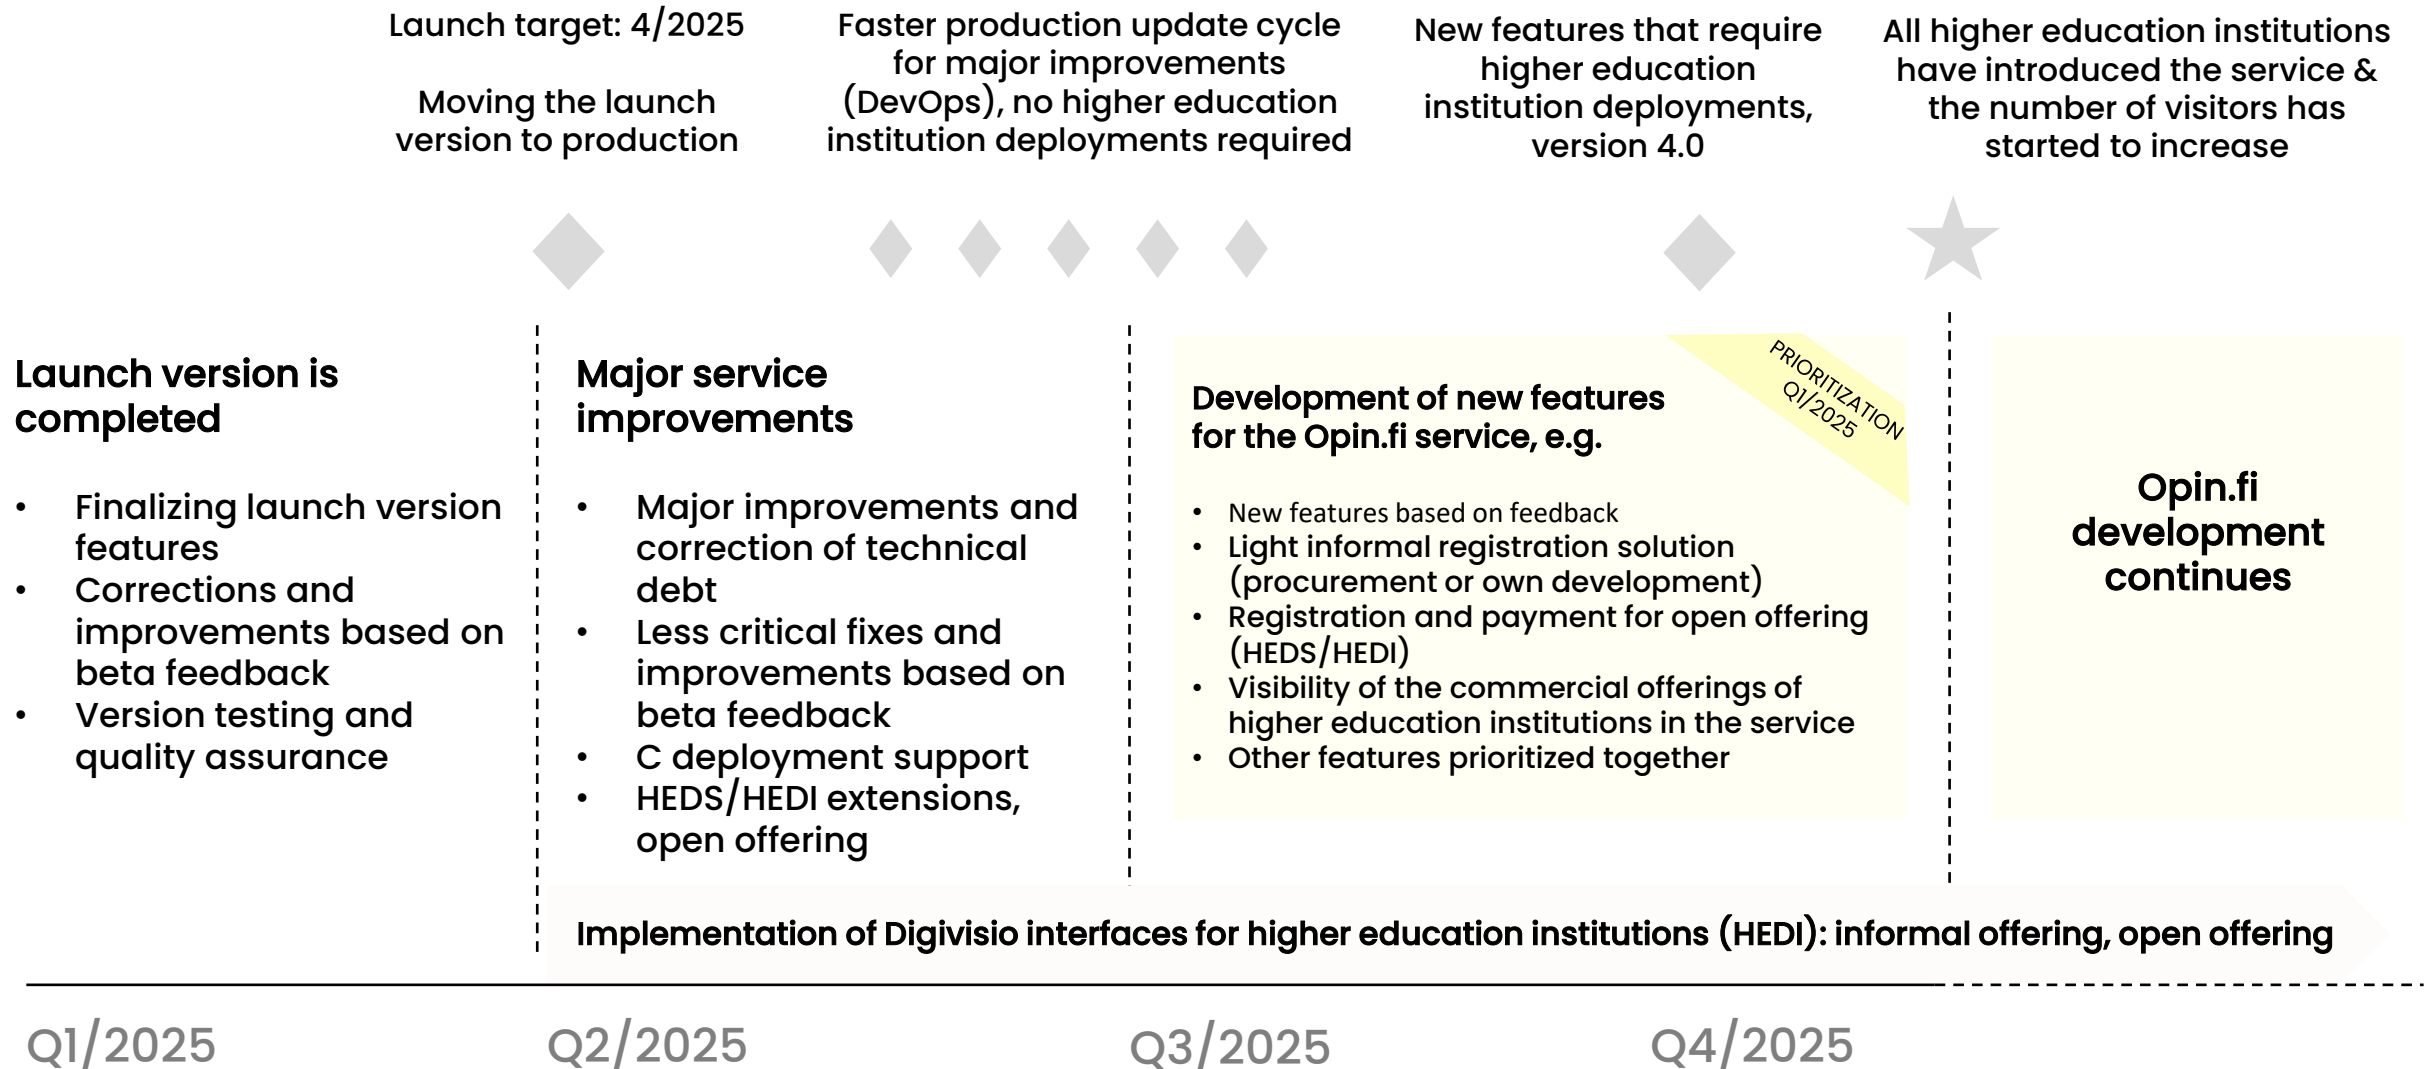 Launch target: 4/2025
Moving the launch
version to production
Faster production update cycle
for major improvements
(DevOps), no higher education
institution deployments required
New features that require
higher education
institution deployments,
version 4.0
All higher education institutions
have introduced the service &
the number of visitors has
started to increase
Launch version is
completed
• Finalizing launch version
features
• Corrections and
improvements based on
beta feedback
• Version testing and
quality assurance
Major service
improvements
• Major improvements and
correction of technical
debt
• Less critical fixes and
improvements based on
beta feedback
• C deployment support
• HEDS/HEDI extensions,
open offering
PRIORITIZATION
Q1/2025
Development of new features
for the Opin.fi service, e.g.
• New features based on feedback
• Light informal registration solution
(procurement or own development)
• Registration and payment for open offering
(HEDS/HEDI)
• Visibility of the commercial offerings of
higher education institutions in the service
• Other features prioritized together
Opin.fi
development
continues
Implementation of Digivisio interfaces for higher education institutions (HEDI): informal offering, open offering
Q1/2025
Q2/2025
Q3/2025
Q4/2025